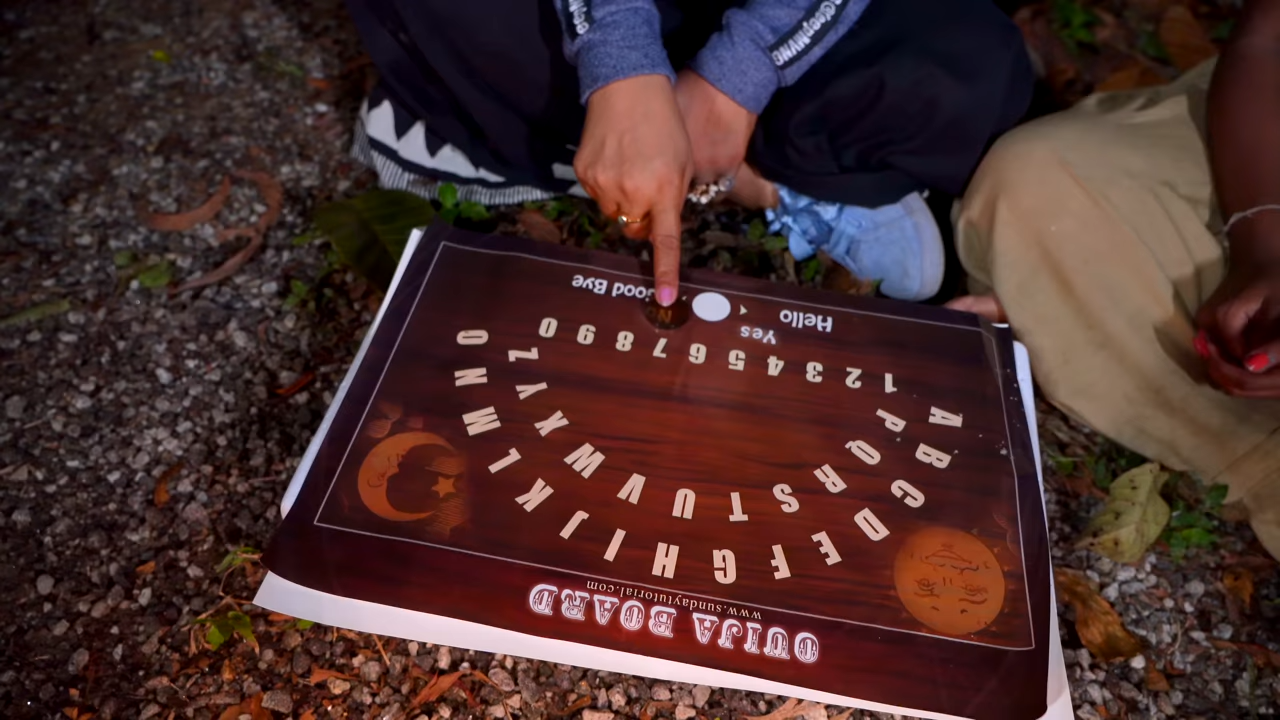 OUIJA BOARD
www.sundaytutorial.com
A B C D E F G H I J K L M N O
P Q R S T U V W X Y Z
1 2 3 4 5 6 7 8 9 0
Yes No
Hello Good Bye